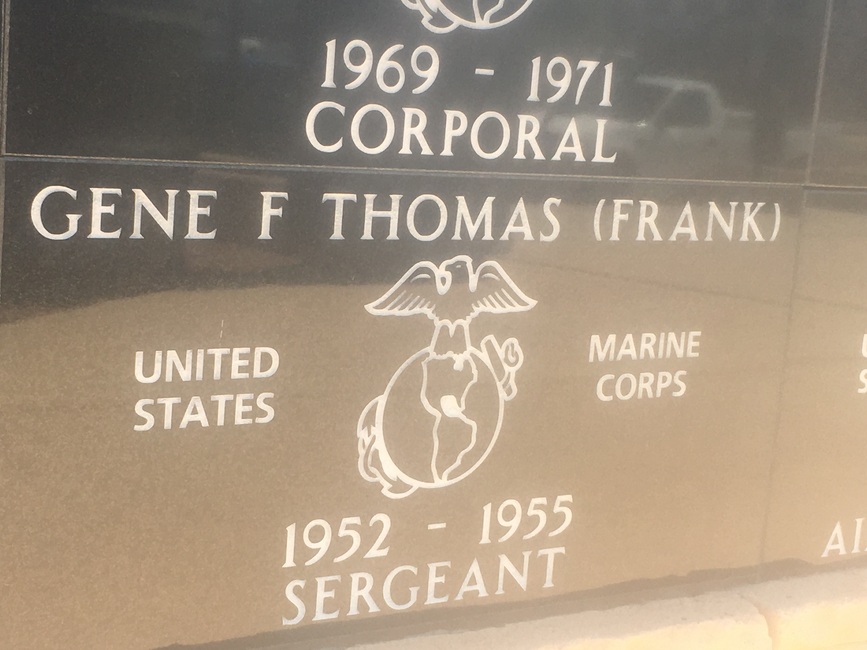 1969 - 1971
CORPORAL
GENE F THOMAS (FRANK)
UNITED
STATES
MARINE
CORPS
1952 - 1955
SERGEANT